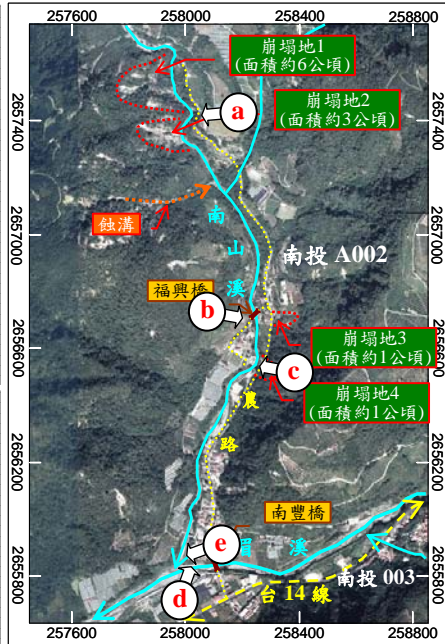 257600 258000 258400 258800
2657400
2657000
2656600
2656200
2655800
崩塌地1
(面積約6公頃)
a
崩塌地2
(面積約3公頃)
蝕溝
南
山
溪
南投 A002
福興橋
b
崩塌地3
(面積約1公頃)
c
崩塌地4
(面積約1公頃)
農
路
南豐橋
e
眉 溪
南投 003
d
台 14 線
2657400
2657000
2656600
2656200
2655800
257600 258000 258400 258800